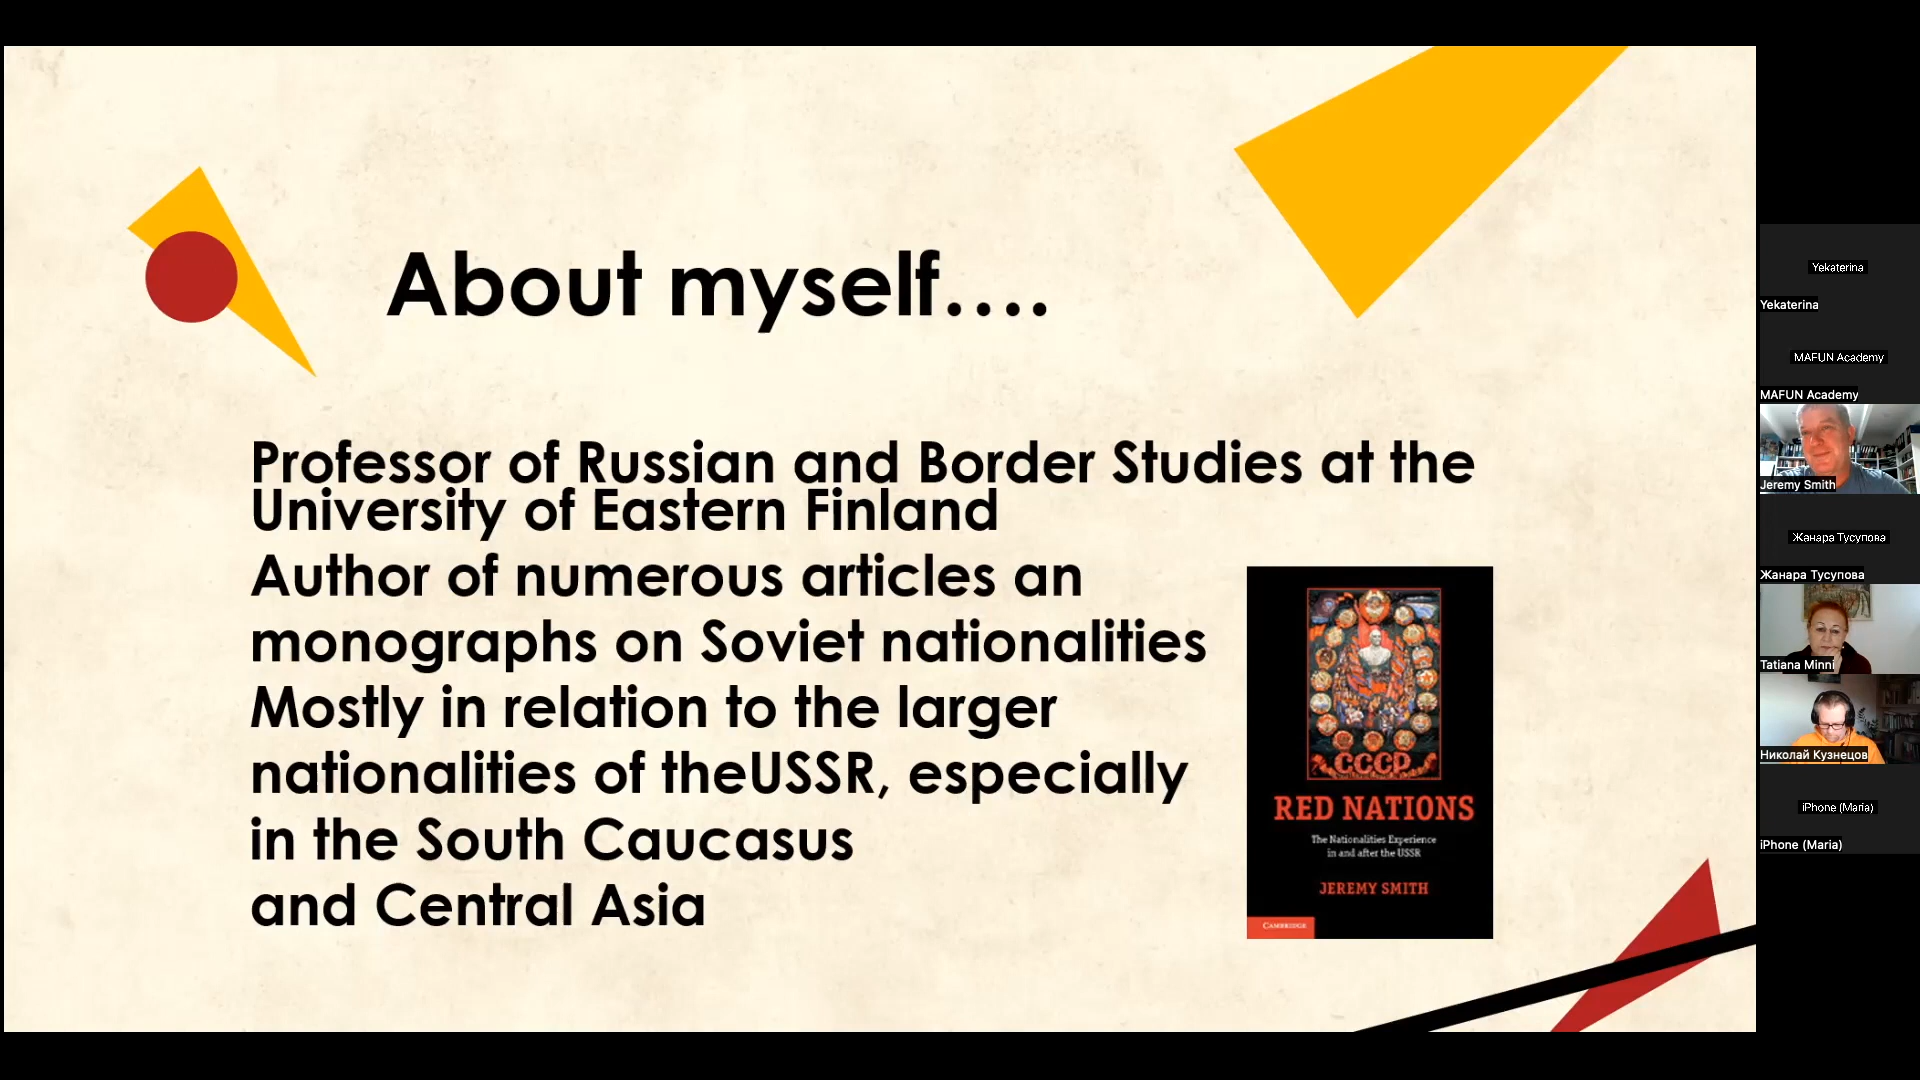 About myself....
Professor of Russian and Border Studies at the
University of Eastern Finland
Author of numerous articles an
monographs on Soviet nationalities
Mostly in relation to the larger
nationalities of theUSSR, especially
in the South Caucasus
and Central Asia
СССР
RED NATIONS
The Nationalities Experience
in and after the USSR
JEREMY SMITH
CAMBRIDGE
Yekaterina
Yekaterina
MAFUN Academy
MAFUN Academy
Jeremy Smith
Жанара Тусупова
Жанара Тусупова
Tatiana Minni
Николай Кузнецов
iPhone (Maria)
iPhone (Maria)